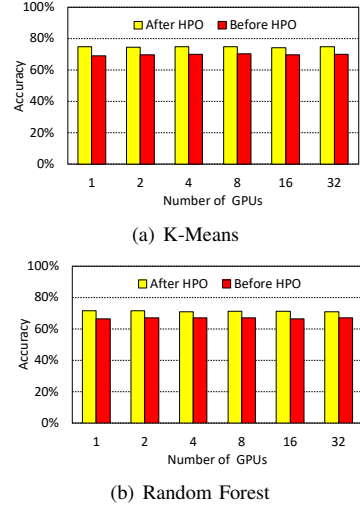 100%
After HPO
Before HPO
80%
60%
40%
20%
0%
Accuracy
1 2 4 8 16 32
Number of GPUs
(a) K-Means
100%
After HPO
Before HPO
80%
60%
40%
20%
0%
Accuracy
1 2 4 8 16 32
Number of GPUs
(b) Random Forest